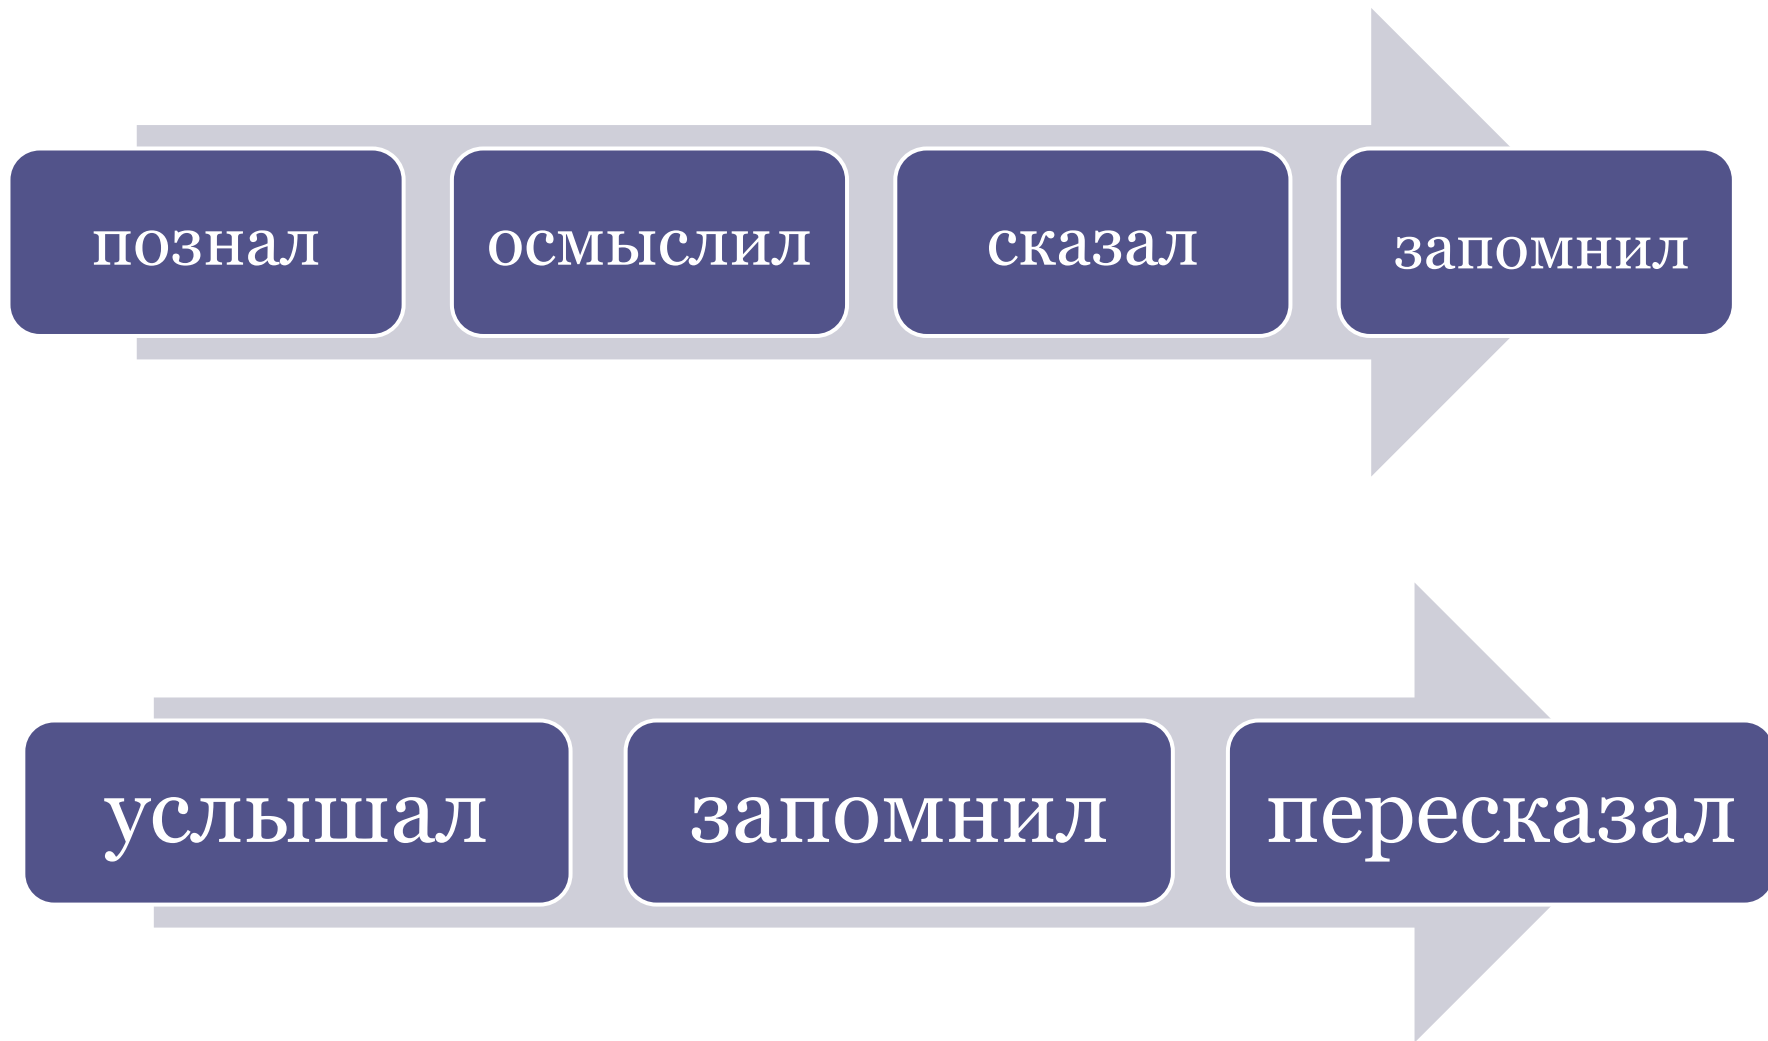 познал осмыслил сказал запомнил
услышал запомнил пересказал